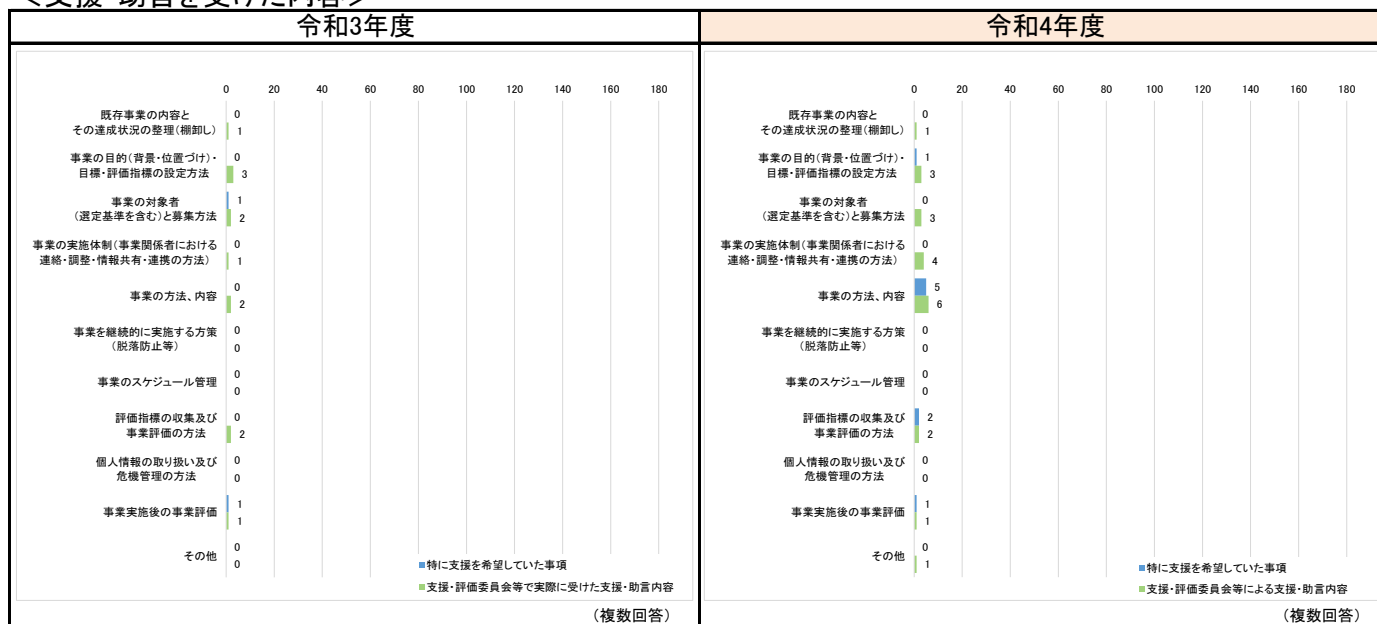 ＜支援・助言を受けた内容＞
令和3年度
0 20 40 60 80 100 120 140 160 180
既存事業の内容と
その達成状況の整理（棚卸し）
0
1
事業の目的（背景・位置づけ）・
目標・評価指標の設定方法
0
3
事業の対象者
（選定基準を含む）と募集方法
1
2
事業の実施体制（事業関係者における
連絡・調整・情報共有・連携の方法）
0
1
事業の方法、内容
0
2
事業を継続的に実施する方策
（脱落防止等）
0
0
事業のスケジュール管理
0
0
評価指標の収集及び
事業評価の方法
0
2
個人情報の取り扱い及び
危機管理の方法
0
0
事業実施後の事業評価
1
1
その他
0
0
■特に支援を希望していた事項
■支援・評価委員会等で実際に受けた支援・助言内容
（複数回答）
令和4年度
0 20 40 60 80 100 120 140 160 180
既存事業の内容と
その達成状況の整理（棚卸し）
0
1
事業の目的（背景・位置づけ）・
目標・評価指標の設定方法
1
3
事業の対象者
（選定基準を含む）と募集方法
0
3
事業の実施体制（事業関係者における
連絡・調整・情報共有・連携の方法）
0
4
事業の方法、内容
5
6
事業を継続的に実施する方策
（脱落防止等）
0
0
事業のスケジュール管理
0
0
評価指標の収集及び
事業評価の方法
2
2
個人情報の取り扱い及び
危機管理の方法
0
0
事業実施後の事業評価
1
1
その他
0
1
■特に支援を希望していた事項
■支援・評価委員会等による支援・助言内容
（複数回答）